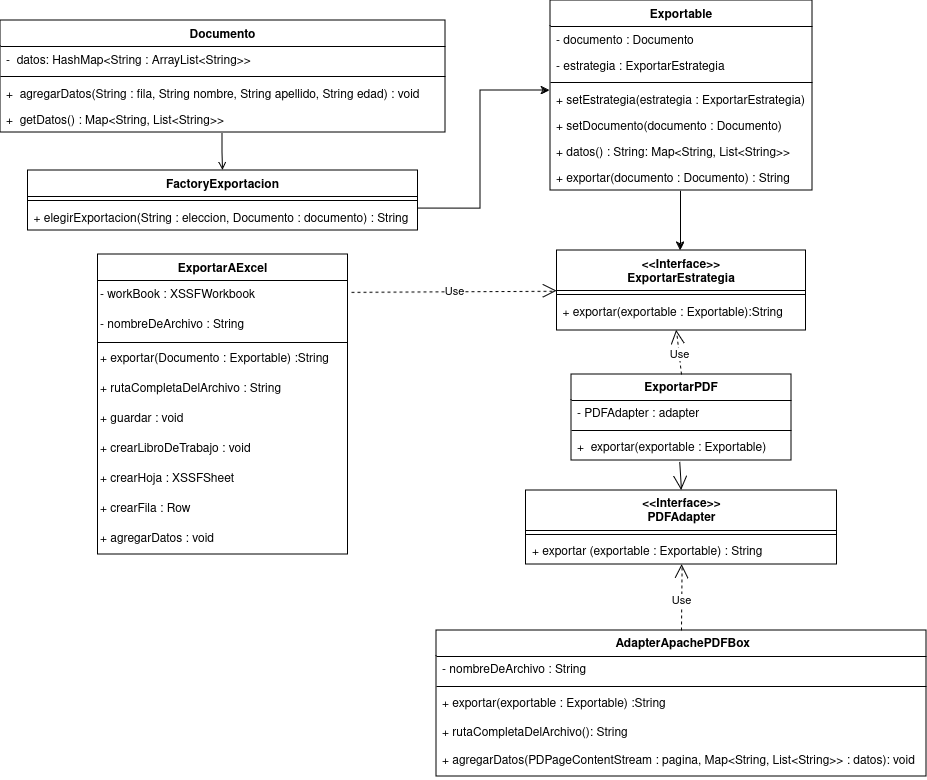 Documento
- datos: HashMap<String : ArrayList<String>>
+ agregarDatos(String : fila, String nombre, String apellido, String edad) : void
+ getDatos() : Map<String, List<String>>
FactoryExportacion
+ elegirExportacion(String : eleccion, Documento : documento) : String
Exportable
- documento : Documento
- estrategia : ExportarEstrategia
+ setEstrategia(estrategia : ExportarEstrategia)
+ setDocumento(documento : Documento)
+ datos() : String: Map<String, List<String>>
+ exportar(documento : Documento) : String
ExportarAExcel
- workBook : XSSFWorkbook
- nombreDeArchivo : String
+ exportar(Documento : Exportable) :String
+ rutaCompletaDelArchivo : String
+ guardar : void
+ crearLibroDeTrabajo : void
+ crearHoja : XSSFSheet
+ crearFila : Row
+ agregarDatos : void
Use
<<Interface>>
ExportarEstrategia
+ exportar(exportable : Exportable):String
Use
ExportarPDF
- PDFAdapter : adapter
+ exportar(exportable : Exportable)
<<Interface>>
PDFAdapter
+ exportar (exportable : Exportable) : String
Use
AdapterApachePDFBox
- nombreDeArchivo : String
+ exportar(exportable : Exportable) :String
+ rutaCompletaDelArchivo(): String
+ agregarDatos(PDPageContentStream : pagina, Map<String, List<String>> : datos): void